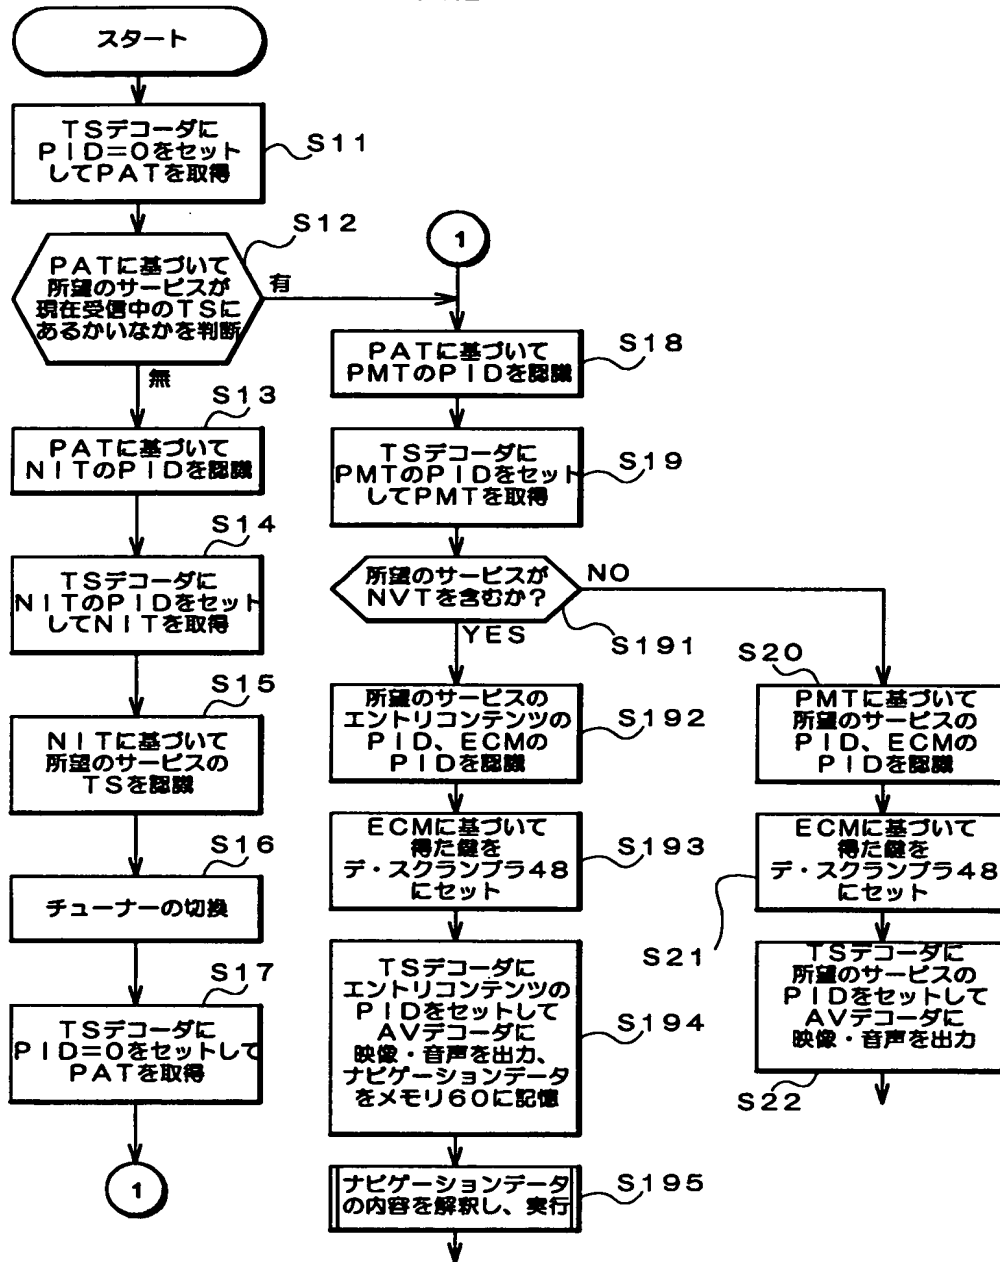 スタート
TSデコーダに
PID=0をセット
してPATを取得
S11
PATに基づいて
所望のサービスが
現在受信中のTSに
あるかいなかを判断
S12
有
無
PATに基づいて
NITのPIDを認識
S13
TSデコーダに
NITのPIDをセット
してNITを取得
S14
NITに基づいて
所望のサービスの
TSを認識
S15
チューナーの切換
S16
TSデコーダに
PID=0をセットして
PATを取得
S17
1
1
PATに基づいて
PMTのPIDを認識
S18
TSデコーダに
PMTのPIDをセット
してPMTを取得
S19
所望のサービスが
NVTを含むか？
S191
NO
YES
所望のサービスの
エントリコンテンツの
PID、ECMの
PIDを認識
S192
ECMに基づいて
得た鍵を
デ・スクランブラ48
にセット
S193
TSデコーダに
エントリコンテンツの
PIDをセットして
AVデコーダに
映像・音声を出力、
ナビゲーションデータ
をメモリ60に記憶
S194
ナビゲーションデータ
の内容を解釈し、実行
S195
S20
PMTに基づいて
所望のサービスの
PID、ECMの
PIDを認識
ECMに基づいて
得た鍵を
デ・スクランブラ48
にセット
S21
TSデコーダに
所望のサービスの
PIDをセットして
AVデコーダに
映像・音声を出力
S22